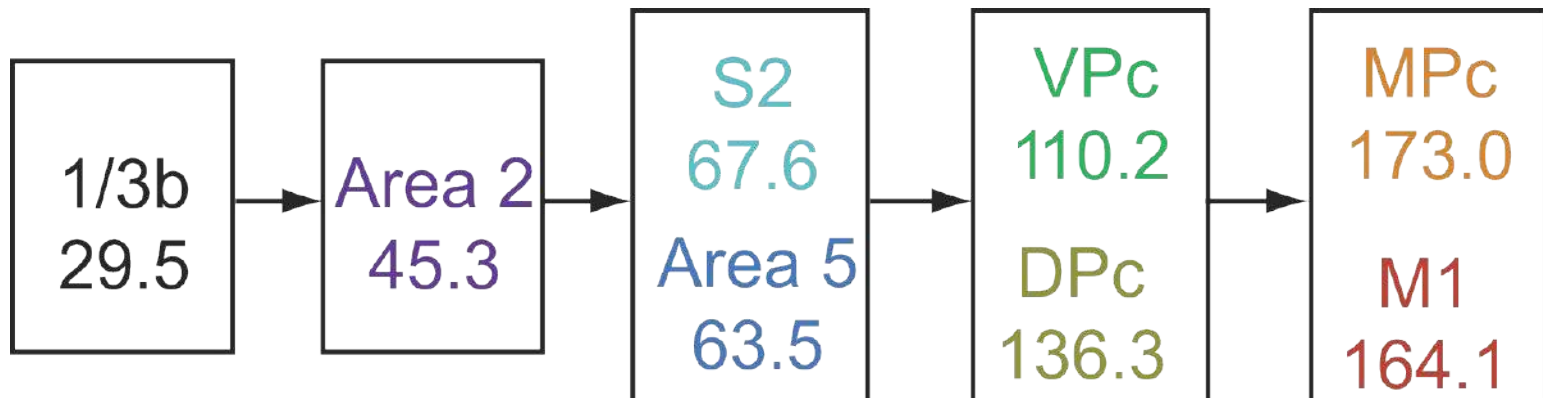 1/3b
29.5
Area 2
45.3
S2
67.6
Area 5
63.5
VPc
110.2
DPc
136.3
MPc
173.0
M1
164.1